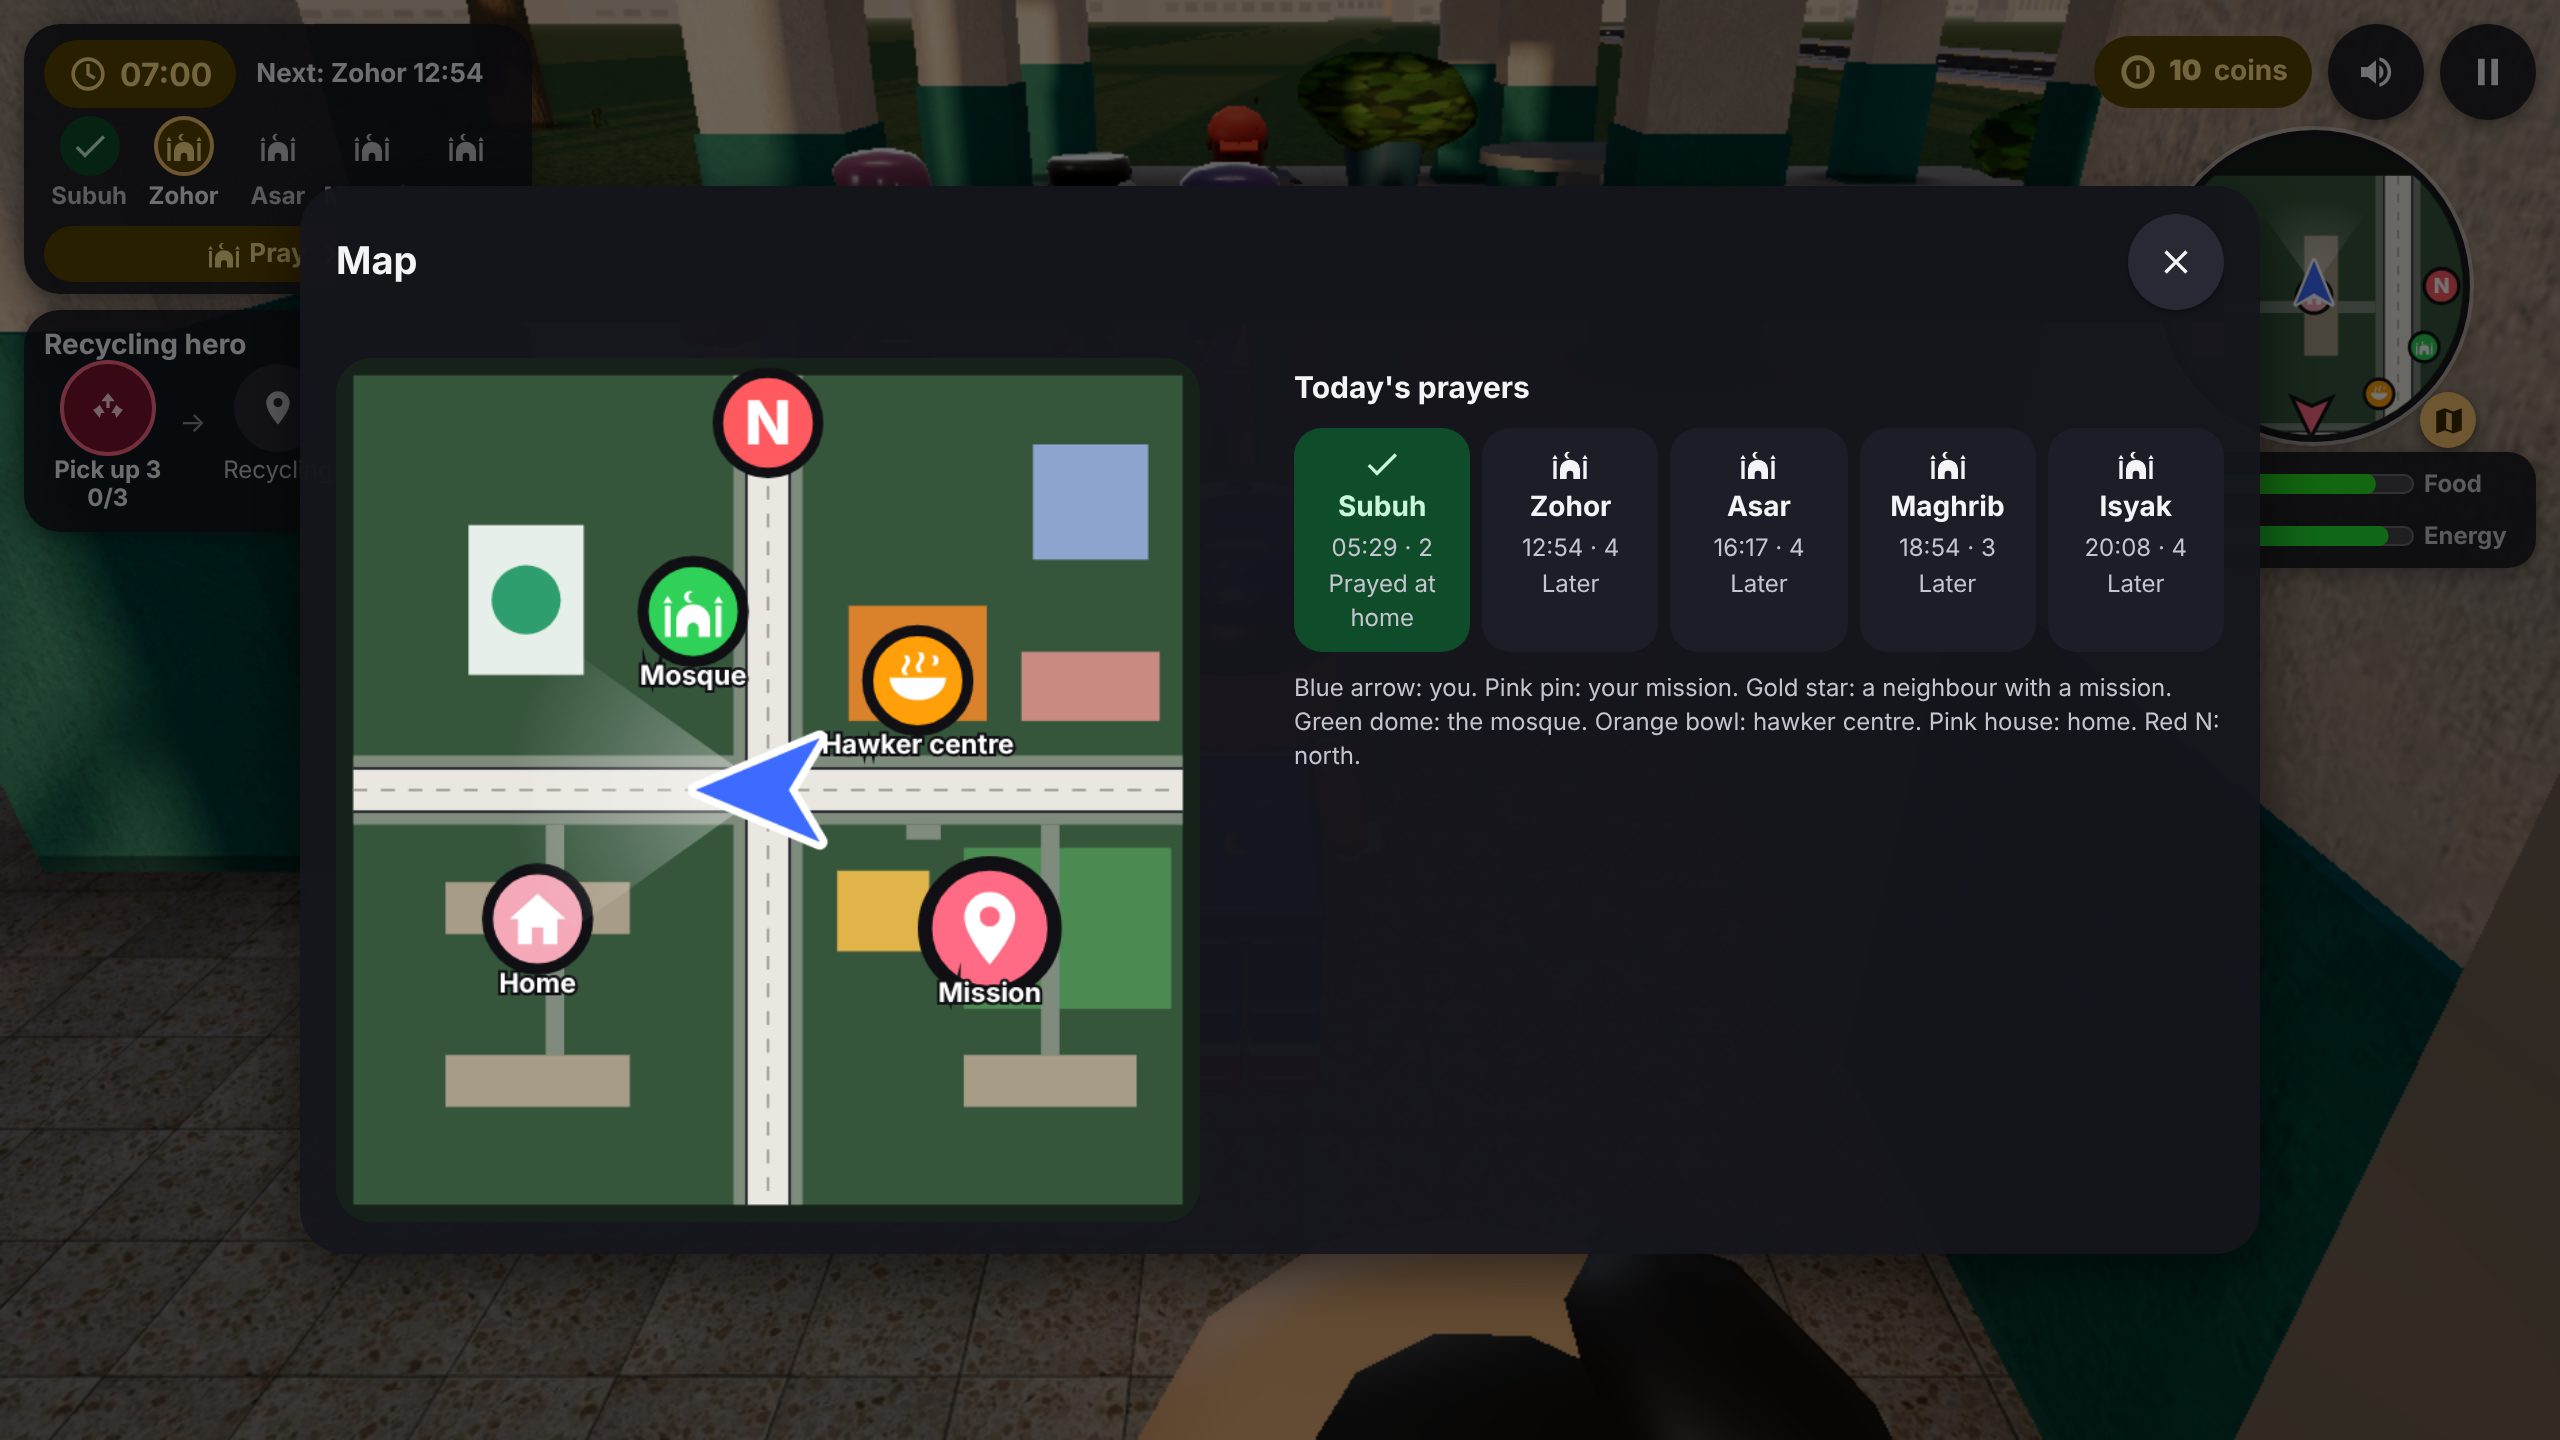 07:00
Next: Zohor 12:54
10 coins
Subuh
Zohor
Asar
Pray
Recycling hero
Pick up 3
0/3
Recycling
Map
N
Mosque
Hawker centre
Home
Mission
Today's prayers
Subuh
05:29 · 2
Prayed at
home
Zohor
12:54 · 4
Later
Asar
16:17 · 4
Later
Maghrib
18:54 · 3
Later
Isyak
20:08 · 4
Later
Blue arrow: you. Pink pin: your mission. Gold star: a neighbour with a mission.
Green dome: the mosque. Orange bowl: hawker centre. Pink house: home. Red N:
north.
N
Food
Energy